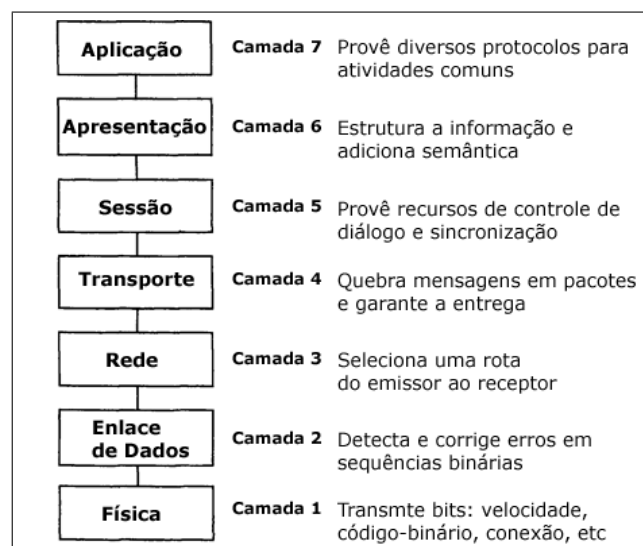 Aplicação Camada 7 Provê diversos protocolos para
atividades comuns
Apresentação Camada 6 Estrutura a informação e
adiciona semântica
Sessão Camada 5 Provê recursos de controle de
diálogo e sincronização
Transporte Camada 4 Quebra mensagens em pacotes
e garante a entrega
Rede Camada 3 Seleciona uma rota
do emissor ao receptor
Enlace
de Dados Camada 2 Detecta e corrige erros em
sequências binárias
Física Camada 1 Transmte bits: velocidade,
código-binário, conexão, etc